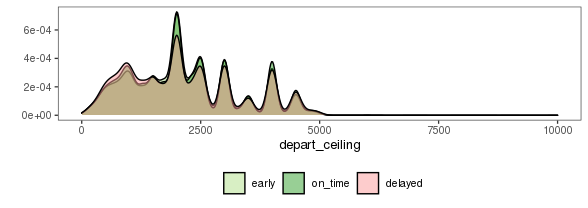 6e-04
4e-04
2e-04
0e+00
0 2500 5000 7500 10000
depart_ceiling
early on_time delayed